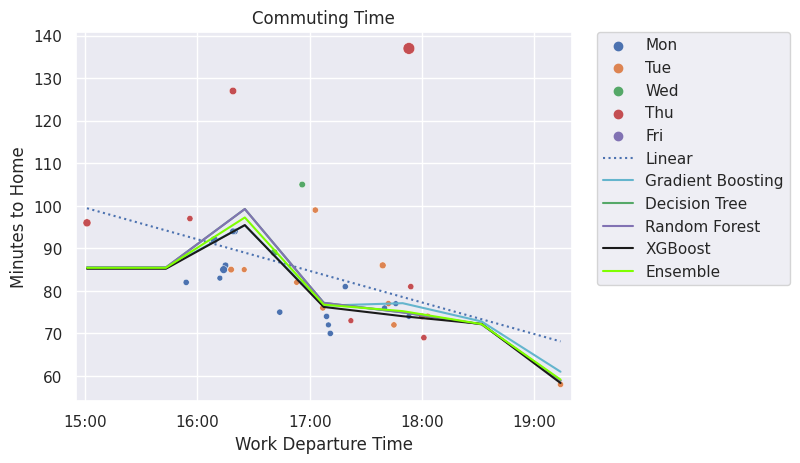 Commuting Time
140
130
120
110
100
90
80
70
60
Minutes to Home
15:00
16:00
17:00
18:00
19:00
Work Departure Time
Mon
Tue
Wed
Thu
Fri
Linear
Gradient Boosting
Decision Tree
Random Forest
XGBoost
Ensemble